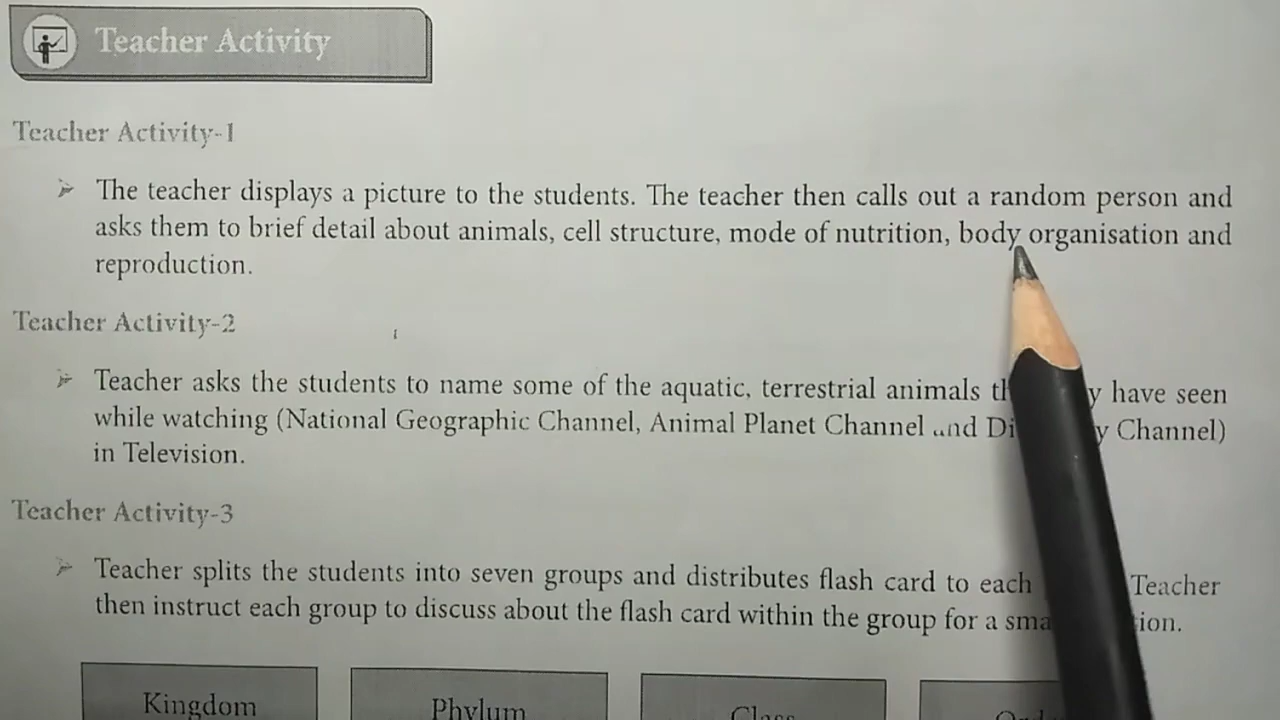 Teacher Activity
Teacher Activity-1
The teacher displays a picture to the students. The teacher then calls out a random person and
asks them to brief detail about animals, cell structure, mode of nutrition, body organisation and
reproduction.
Teacher Activity-2
Teacher asks the students to name some of the aquatic, terrestrial animals have seen
while watching (National Geographic Channel, Animal Planet Channel and Channel)
in Television.
Teacher Activity-3
Teacher splits the students into seven groups and distributes flash card to each Teacher
then instruct each group to discuss about the flash card within the group for a
Kingdom Phylum Class